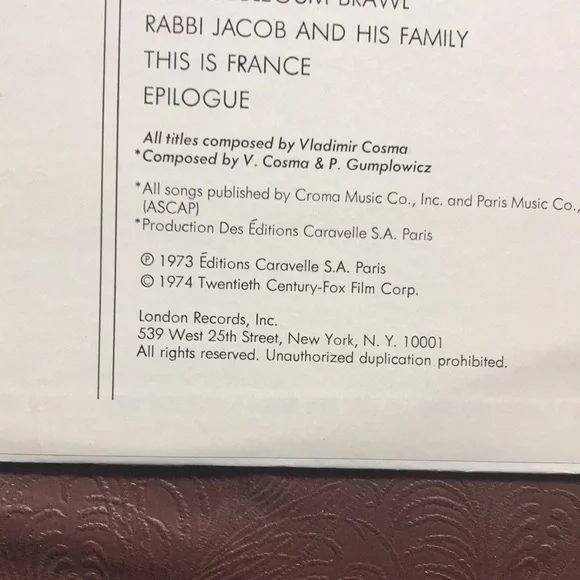 BRAWL
RABBI JACOB AND HIS FAMILY
THIS IS FRANCE
EPILOGUE
All titles composed by Vladimir Cosma
*Composed by V. Cosma & P. Gumplowicz
*All songs published by Croma Music Co., Inc. and Paris Music Co.,
(ASCAP)
*Production Des Éditions Caravelle S.A. Paris
℗ 1973 Éditions Caravelle S.A. Paris
© 1974 Twentieth Century-Fox Film Corp.
London Records, Inc.
539 West 25th Street, New York, N. Y. 10001
All rights reserved. Unauthorized duplication prohibited.